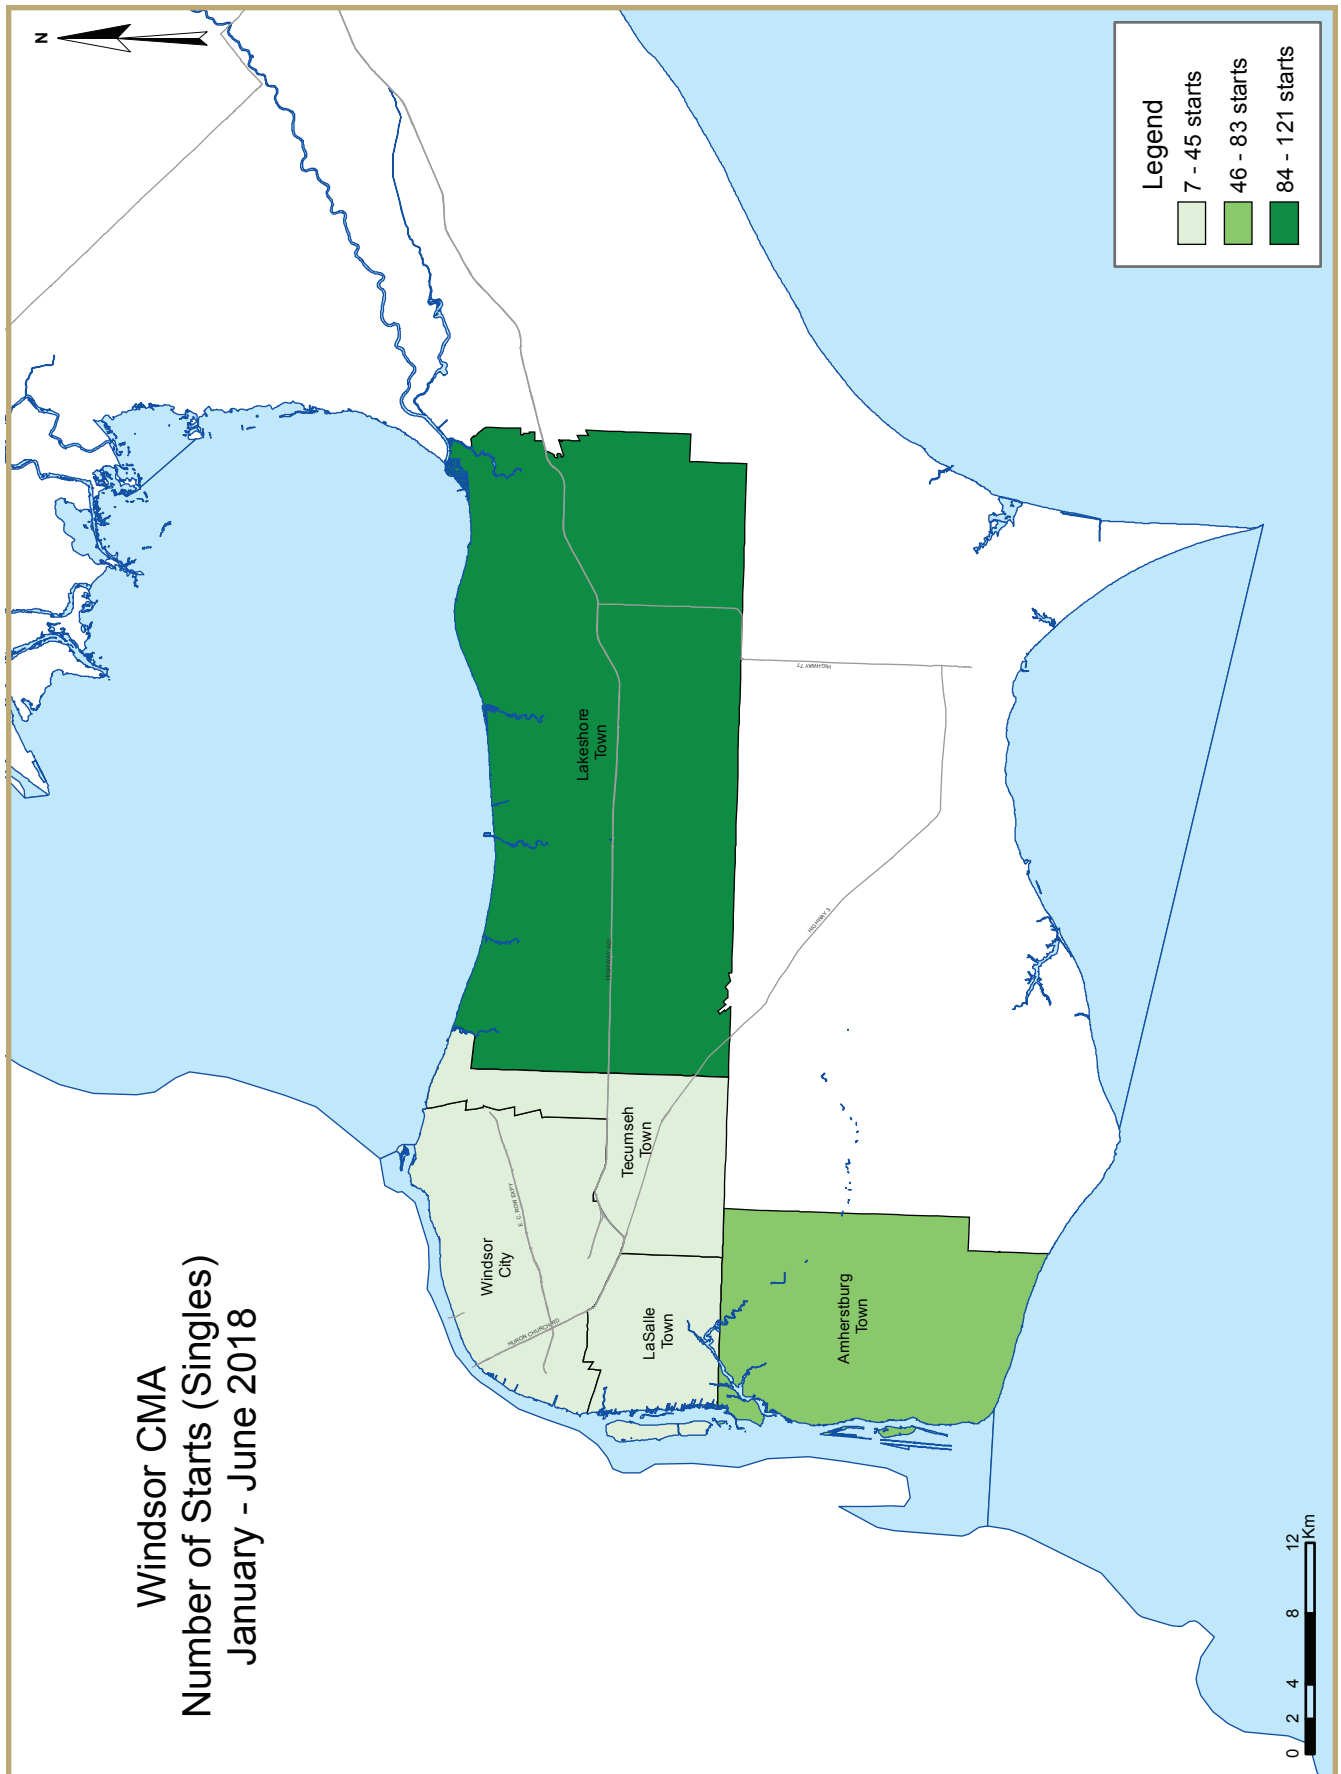 Windsor CMA
Number of Starts (Singles)
January - June 2018
N
Windsor
City
E. C. ROW EXPY
HURON CHURCH RD
LaSalle
Town
Tecumseh
Town
Amherstburg
Town
Lakeshore
Town
HIGHWAY 401
HIGHWAY 3
HIGHWAY 77
Legend
7 - 45 starts
46 - 83 starts
84 - 121 starts
0 2 4 8 12
Km